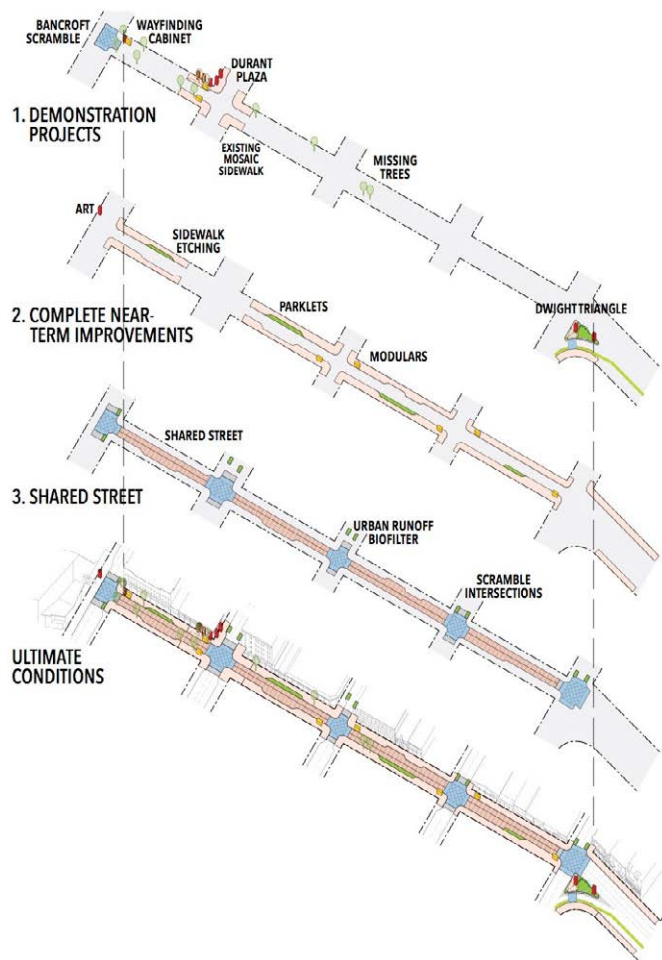 BANCROFT
SCRAMBLE
WAYFINDING
CABINET
DURANT
PLAZA
1. DEMONSTRATION
PROJECTS
EXISTING
MOSAIC
SIDEWALK
MISSING
TREES
ART
SIDEWALK
ETCHING
DWIGHT TRIANGLE
PARKLETS
2. COMPLETE NEAR-
TERM IMPROVEMENTS
MODULARS
SHARED STREET
3. SHARED STREET
URBAN RUNOFF
BIOFILTER
SCRAMBLE
INTERSECTIONS
ULTIMATE
CONDITIONS